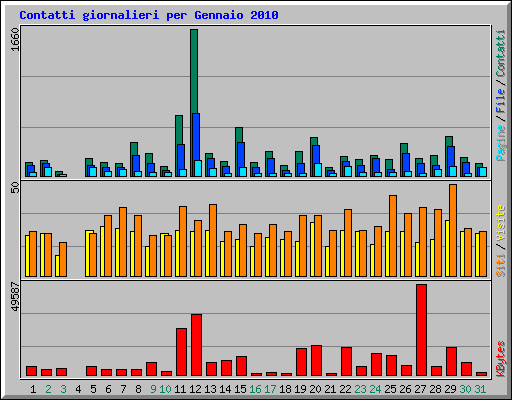 Contatti giornalieri per Gennaio 2010
1660
Pagine / File / Contatti
50
Siti / Visite
49587
KBytes
1 2 3 4 5 6 7 8 9 10 11 12 13 14 15 16 17 18 19 20 21 22 23 24 25 26 27 28 29 30 31